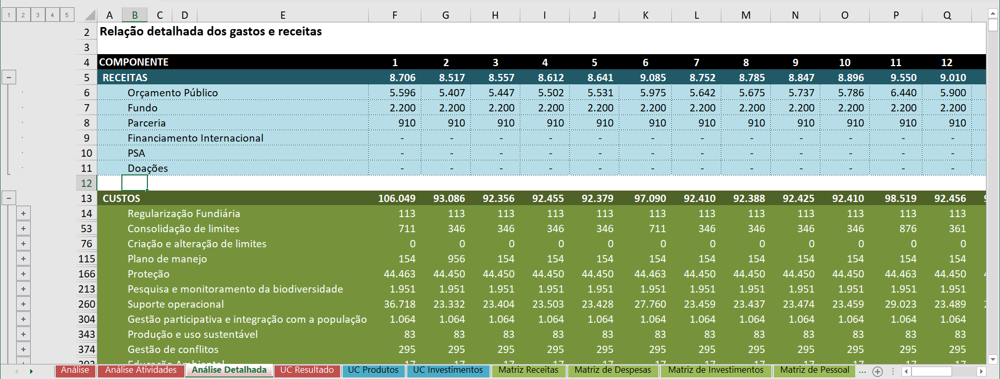 1 2 3 4 5
A B C D E F G H I J K L M N O P Q
2 Relação detalhada dos gastos e receitas
3
4 COMPONENTE 1 2 3 4 5 6 7 8 9 10 11 12
5 RECEITAS 8.706 8.517 8.557 8.612 8.641 9.085 8.752 8.785 8.847 8.896 9.550 9.010
6 Orçamento Público 5.596 5.407 5.447 5.502 5.531 5.975 5.642 5.675 5.737 5.786 6.440 5.900
7 Fundo 2.200 2.200 2.200 2.200 2.200 2.200 2.200 2.200 2.200 2.200 2.200 2.200
8 Parceria 910 910 910 910 910 910 910 910 910 910 910 910
9 Financiamento Internacional - - - - - - - - - - - -
10 PSA - - - - - - - - - - - -
11 Doações - - - - - - - - - - - -
12
13 CUSTOS 106.049 93.086 92.356 92.455 92.379 97.090 92.410 92.388 92.425 92.410 98.519 92.456
14 Regularização Fundiária 113 113 113 113 113 113 113 113 113 113 113 113
53 Consolidação de limites 711 346 346 346 346 711 346 346 346 346 876 361
76 Criação e alteração de limites 0 0 0 0 0 0 0 0 0 0 0 0
115 Plano de manejo 154 956 154 154 154 154 154 154 154 154 154 154
166 Proteção 44.463 44.450 44.450 44.450 44.450 44.463 44.450 44.450 44.450 44.450 44.463 44.450
213 Pesquisa e monitoramento da biodiversidade 1.951 1.951 1.951 1.951 1.951 1.951 1.951 1.951 1.951 1.951 1.951 1.951
260 Suporte operacional 36.718 23.332 23.404 23.503 23.428 27.760 23.459 23.437 23.474 23.459 29.023 23.489
304 Gestão participativa e integração com a população 1.064 1.064 1.064 1.064 1.064 1.064 1.064 1.064 1.064 1.064 1.064 1.064
343 Produção e uso sustentável 83 83 83 83 83 83 83 83 83 83 83 83
374 Gestão de conflitos 295 295 295 295 295 295 295 295 295 295 295 295
Educação Ambiental 17 17 17 17 17 17 17 17 17 17 17 17
Análise Análise Atividades Análise Detalhada UC Resultado UC Produtos UC Investimentos Matriz Receitas Matriz de Despesas Matriz de Investimentos Matriz de Pessoal ...